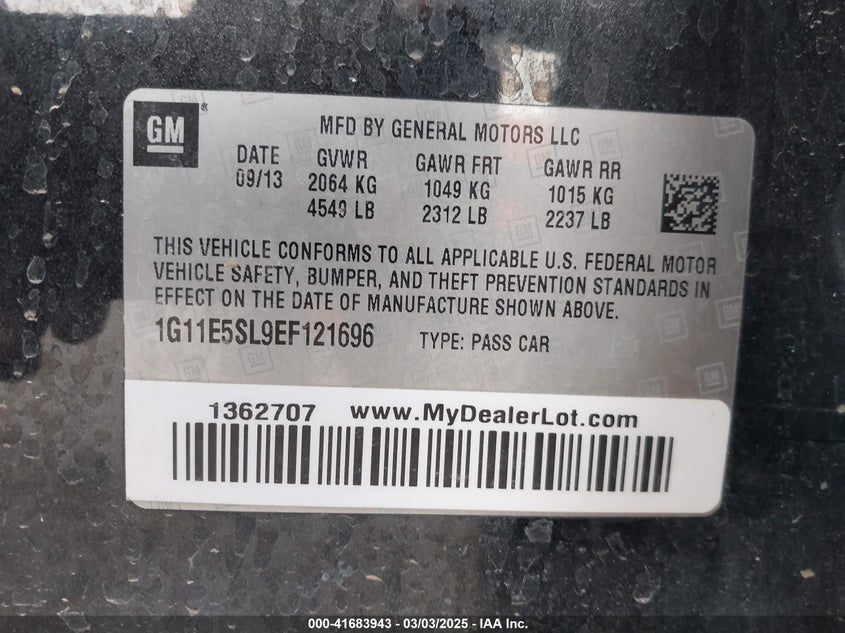 GM ®
MFD BY GENERAL MOTORS LLC
DATE GVWR GAWR FRT GAWR RR
09/13 2064 KG 1049 KG 1015 KG
4549 LB 2312 LB 2237 LB
THIS VEHICLE CONFORMS TO ALL APPLICABLE U.S. FEDERAL MOTOR
VEHICLE SAFETY, BUMPER, AND THEFT PREVENTION STANDARDS IN
EFFECT ON THE DATE OF MANUFACTURE SHOWN ABOVE.
1G11E5SL9EF121696 TYPE: PASS CAR
1362707 www.MyDealerLot.com
000-41683943 - 03/03/2025 - IAA Inc.